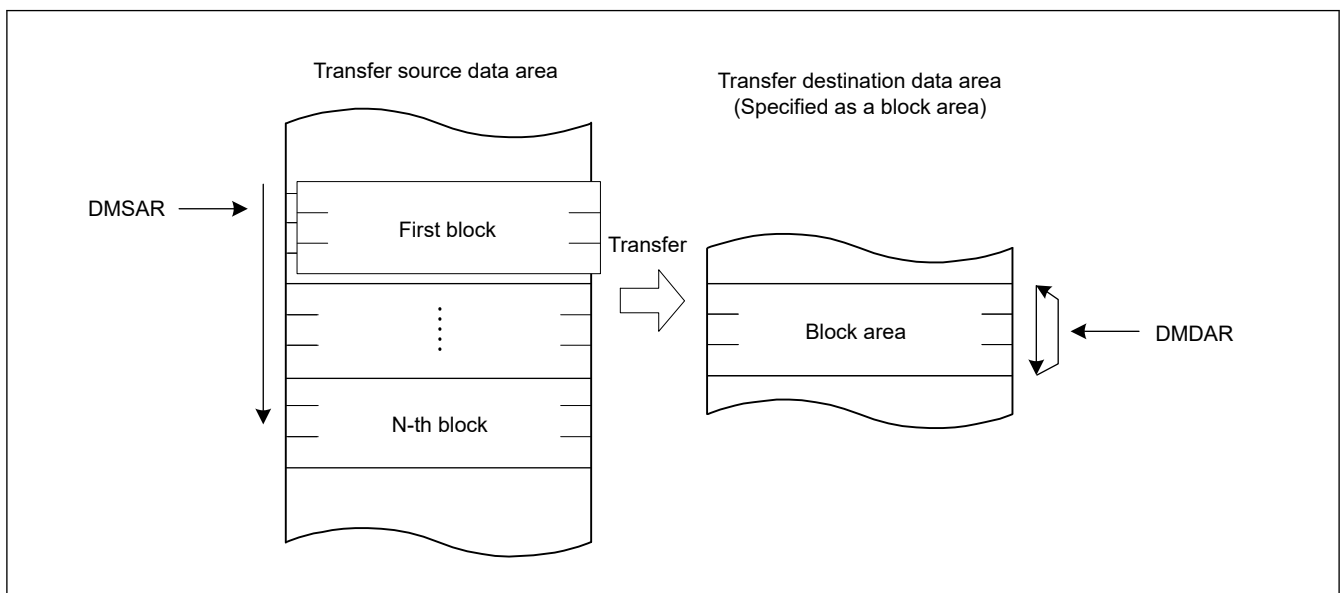 Transfer source data area
Transfer destination data area
(Specified as a block area)
DMSAR
First block
Transfer
Block area
DMDAR
N-th block